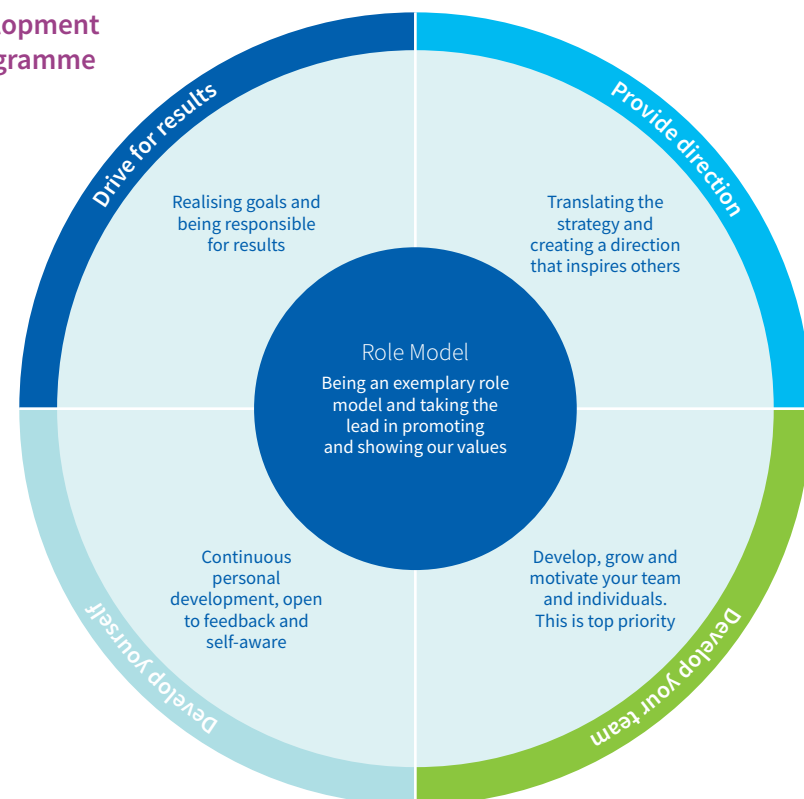 Drive for results
Realising goals and
being responsible
for results
Provide direction
Translating the
strategy and
creating a direction
that inspires others
Role Model
Being an exemplary role
model and taking the
lead in promoting
and showing our values
Develop yourself
Continuous
personal
development, open
to feedback and
self-aware
Develop your team
Develop, grow and
motivate your team
and individuals.
This is top priority